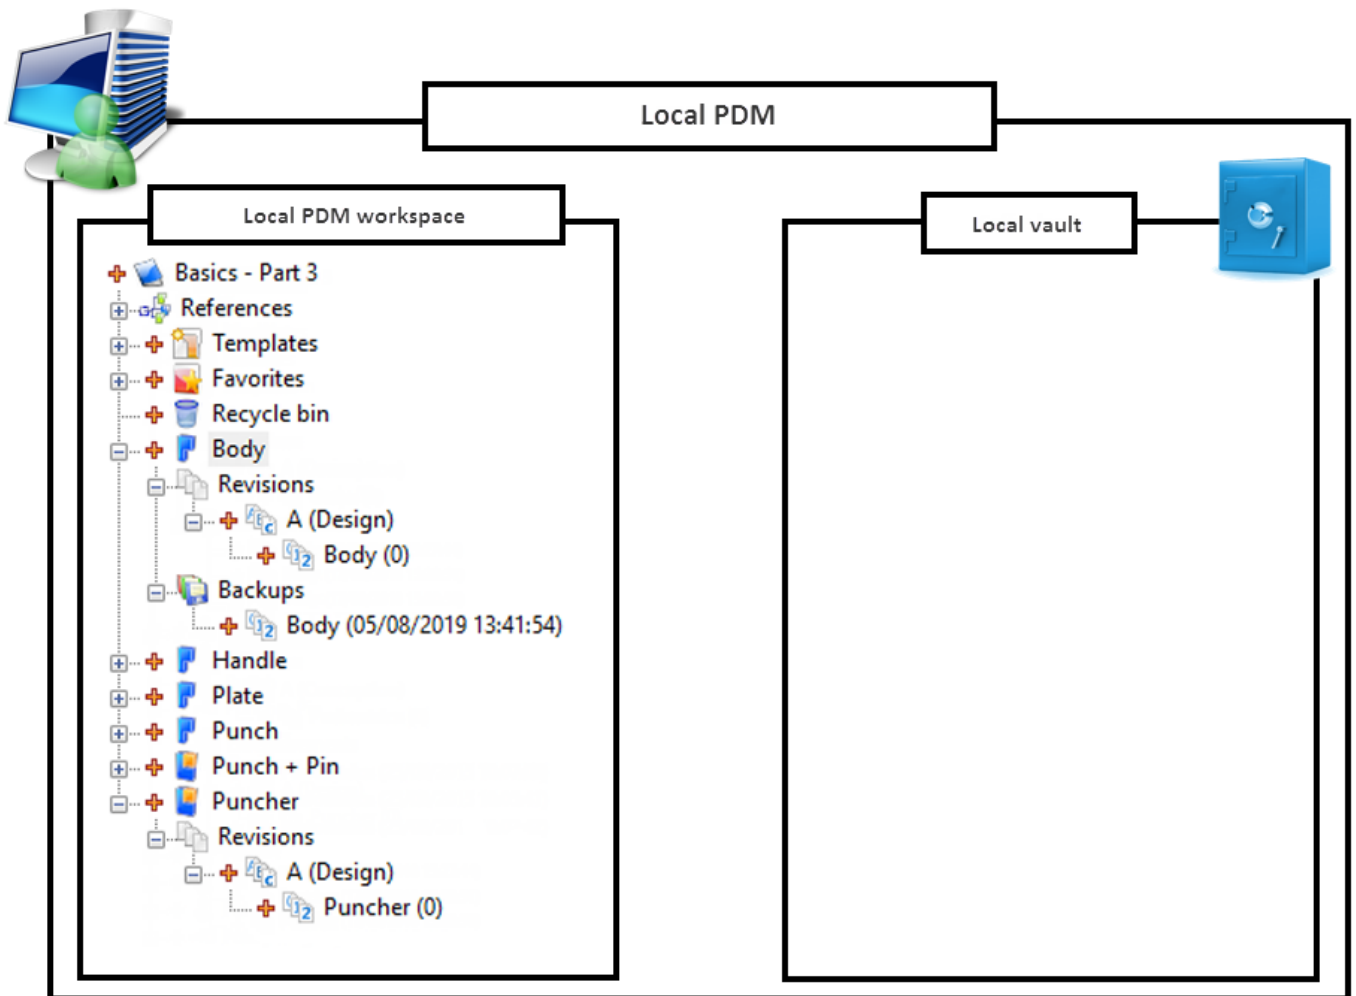 Local PDM
Local PDM workspace
Local vault
Basics - Part 3
References
Templates
Favorites
Recycle bin
Body
Revisions
A (Design)
Body (0)
Backups
Body (05/08/2019 13:41:54)
Handle
Plate
Punch
Punch + Pin
Puncher
Revisions
A (Design)
Puncher (0)